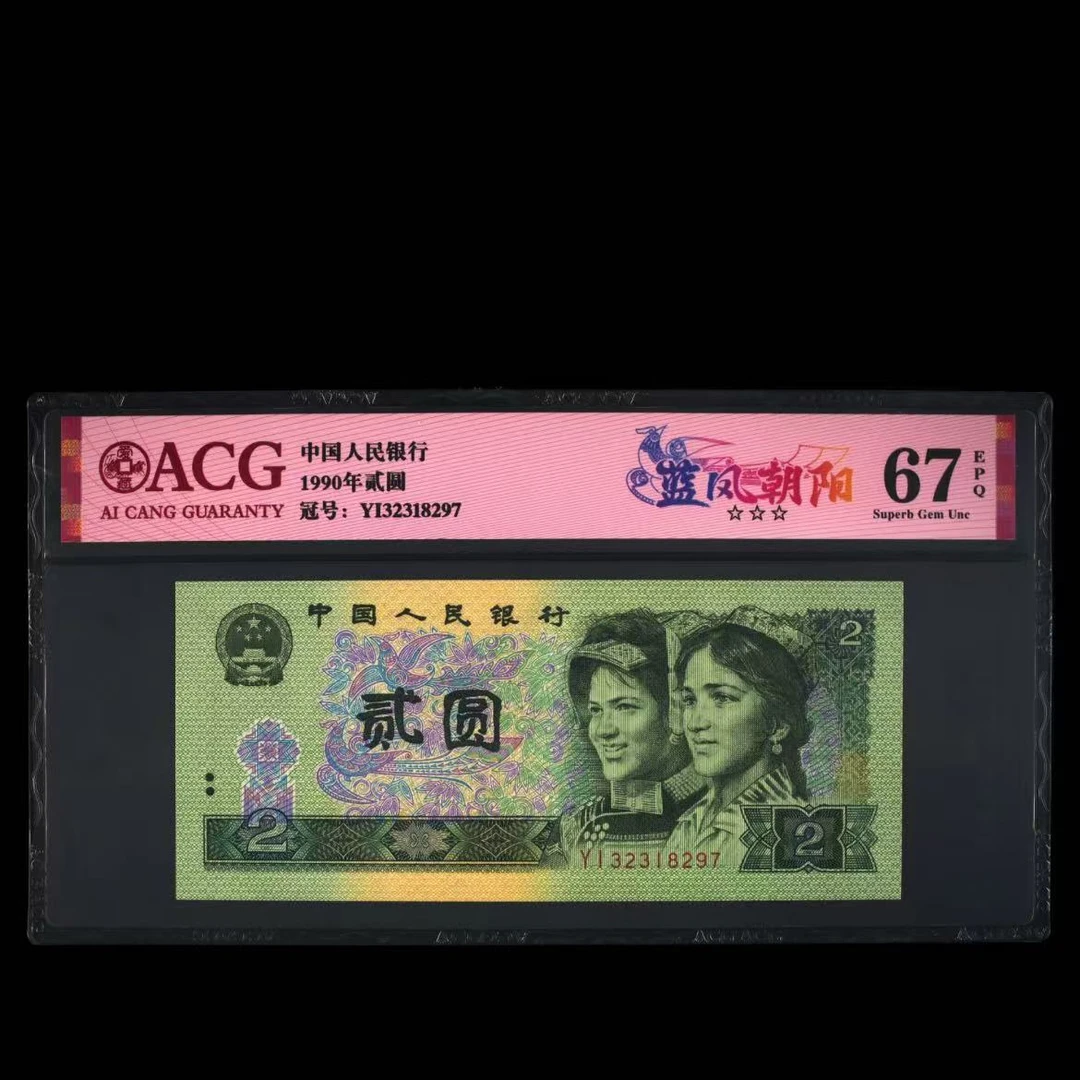 ACG
AI CANG GUARANTY
中国人民银行
1990年贰圆
冠号：YI32318297
蓝凤朝阳
☆☆☆
67
EPQ
Superb Gem Unc
中国人民银行
2
贰圆
2
YI32318297
2